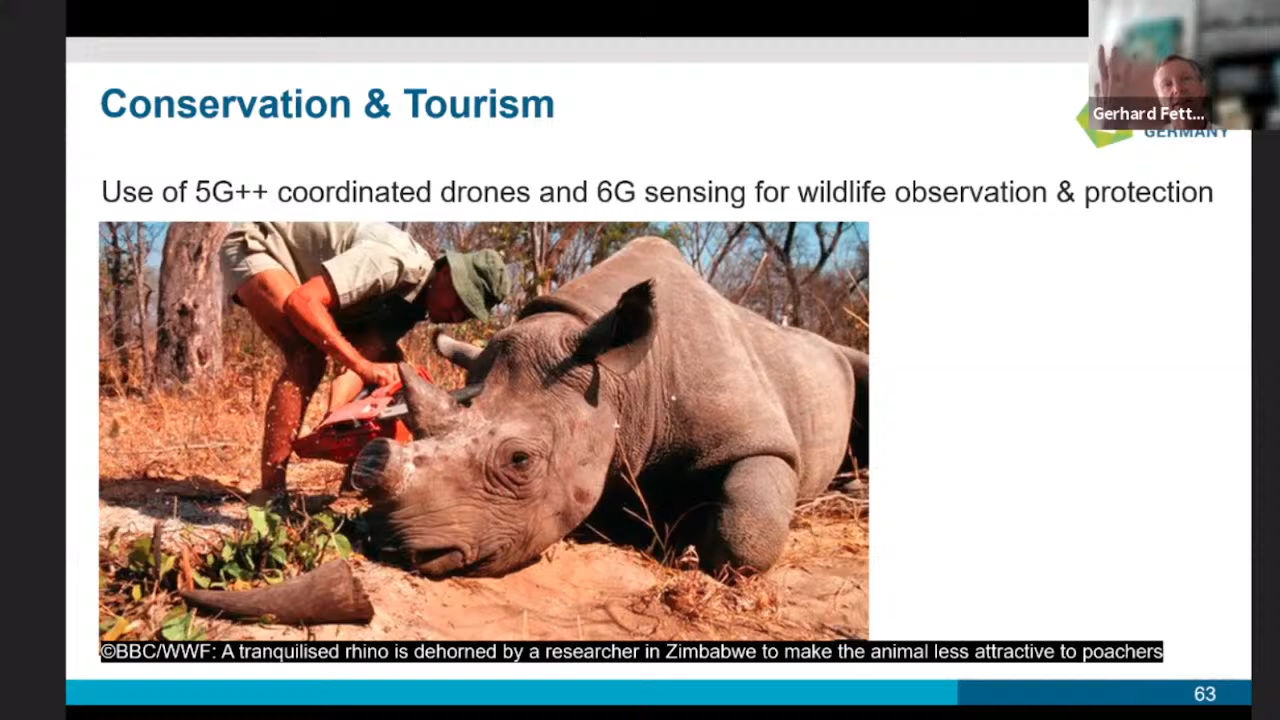 Conservation & Tourism
Gerhard Fett...
GERMANY
Use of 5G++ coordinated drones and 6G sensing for wildlife observation & protection
©BBC/WWF: A tranquilised rhino is dehorned by a researcher in Zimbabwe to make the animal less attractive to poachers
63